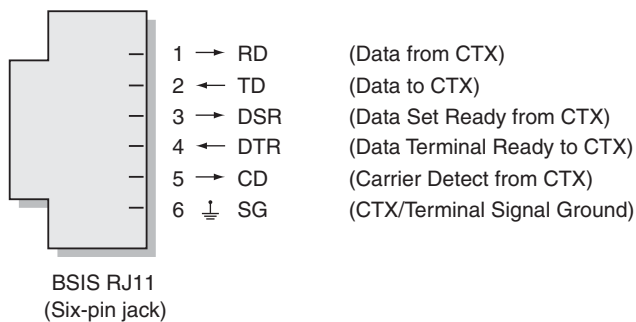 1 → RD (Data from CTX)
2 ← TD (Data to CTX)
3 → DSR (Data Set Ready from CTX)
4 ← DTR (Data Terminal Ready to CTX)
5 → CD (Carrier Detect from CTX)
6 SG (CTX/Terminal Signal Ground)
BSIS RJ11
(Six-pin jack)